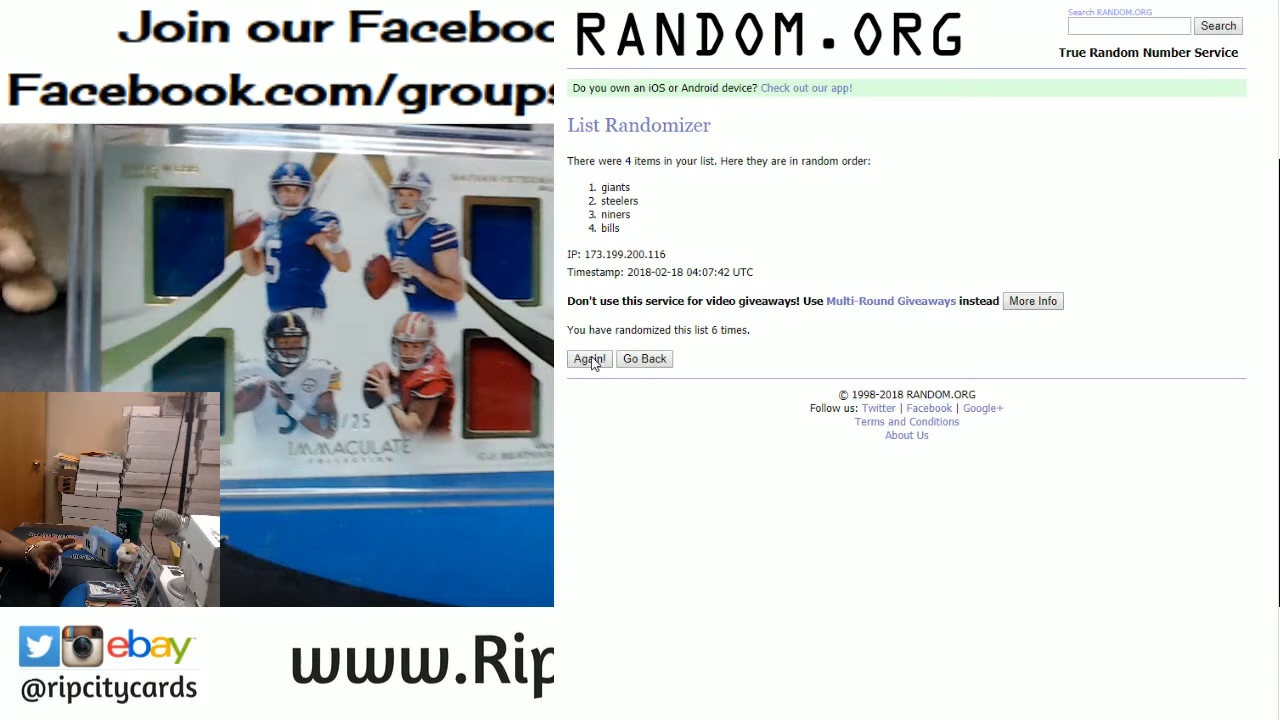 Join our Faceboo
Facebook.com/groups
IMMACULATE
COLLECTION
/25
@ripcitycards
ebay
www.Rip
RANDOM.ORG
Search RANDOM.ORG
Search
True Random Number Service
Do you own an iOS or Android device? Check out our app!
List Randomizer
There were 4 items in your list. Here they are in random order:
1. giants
2. steelers
3. niners
4. bills
IP: 173.199.200.116
Timestamp: 2018-02-18 04:07:42 UTC
Don't use this service for video giveaways! Use Multi-Round Giveaways instead More Info
You have randomized this list 6 times.
Again! Go Back
© 1998-2018 RANDOM.ORG
Follow us: Twitter | Facebook | Google+
Terms and Conditions
About Us